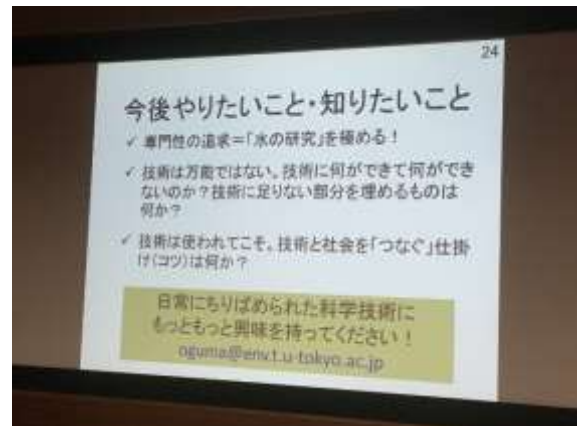 24
今後やりたいこと・知りたいこと
✓ 専門性の追求=「水の研究」を極める!
✓ 技術は万能ではない。技術に何ができて何ができ
ないのか?技術に足りない部分を埋めるものは
何か?
✓ 技術は使われてこそ。技術と社会を「つなぐ」仕掛
け(コツ)は何か?
日常にちりばめられた科学技術に
もっともっと興味を持ってください!
oguma@env.t.u-tokyo.ac.jp